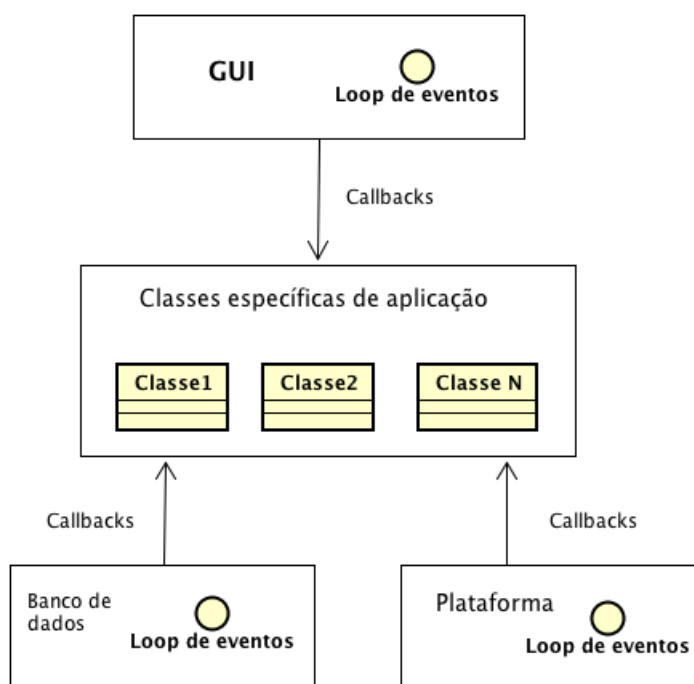 GUI
Loop de eventos
Callbacks
Classes específicas de aplicação
Classe1
Classe2
Classe N
Callbacks
Callbacks
Banco de
dados
Loop de eventos
Plataforma
Loop de eventos